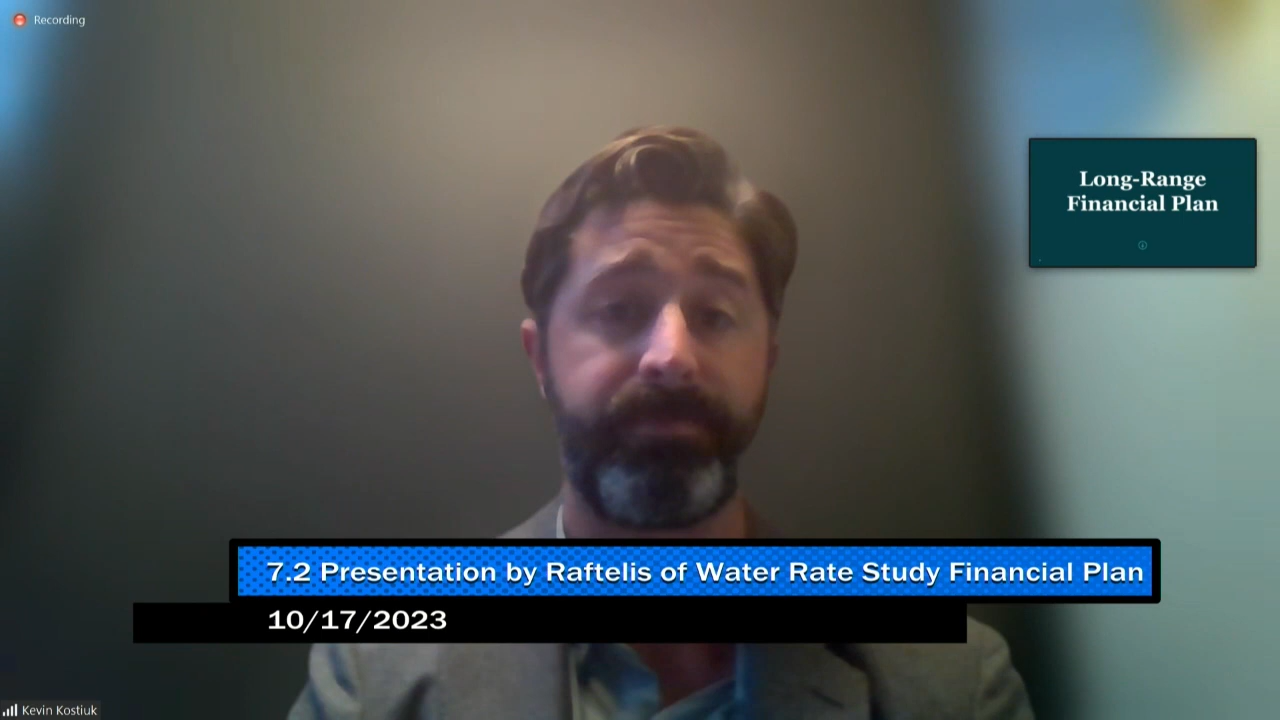 Recording
Long-Range
Financial Plan
7.2 Presentation by Raftelis of Water Rate Study Financial Plan
10/17/2023
Kevin Kostiuk